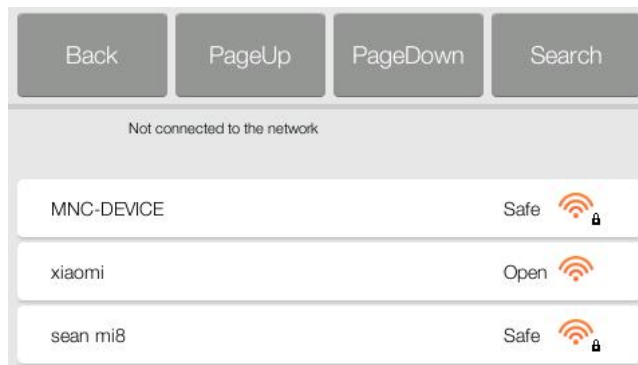 Back PageUp PageDown Search
Not connected to the network
MNC-DEVICE Safe
xiaomi Open
sean mi8 Safe